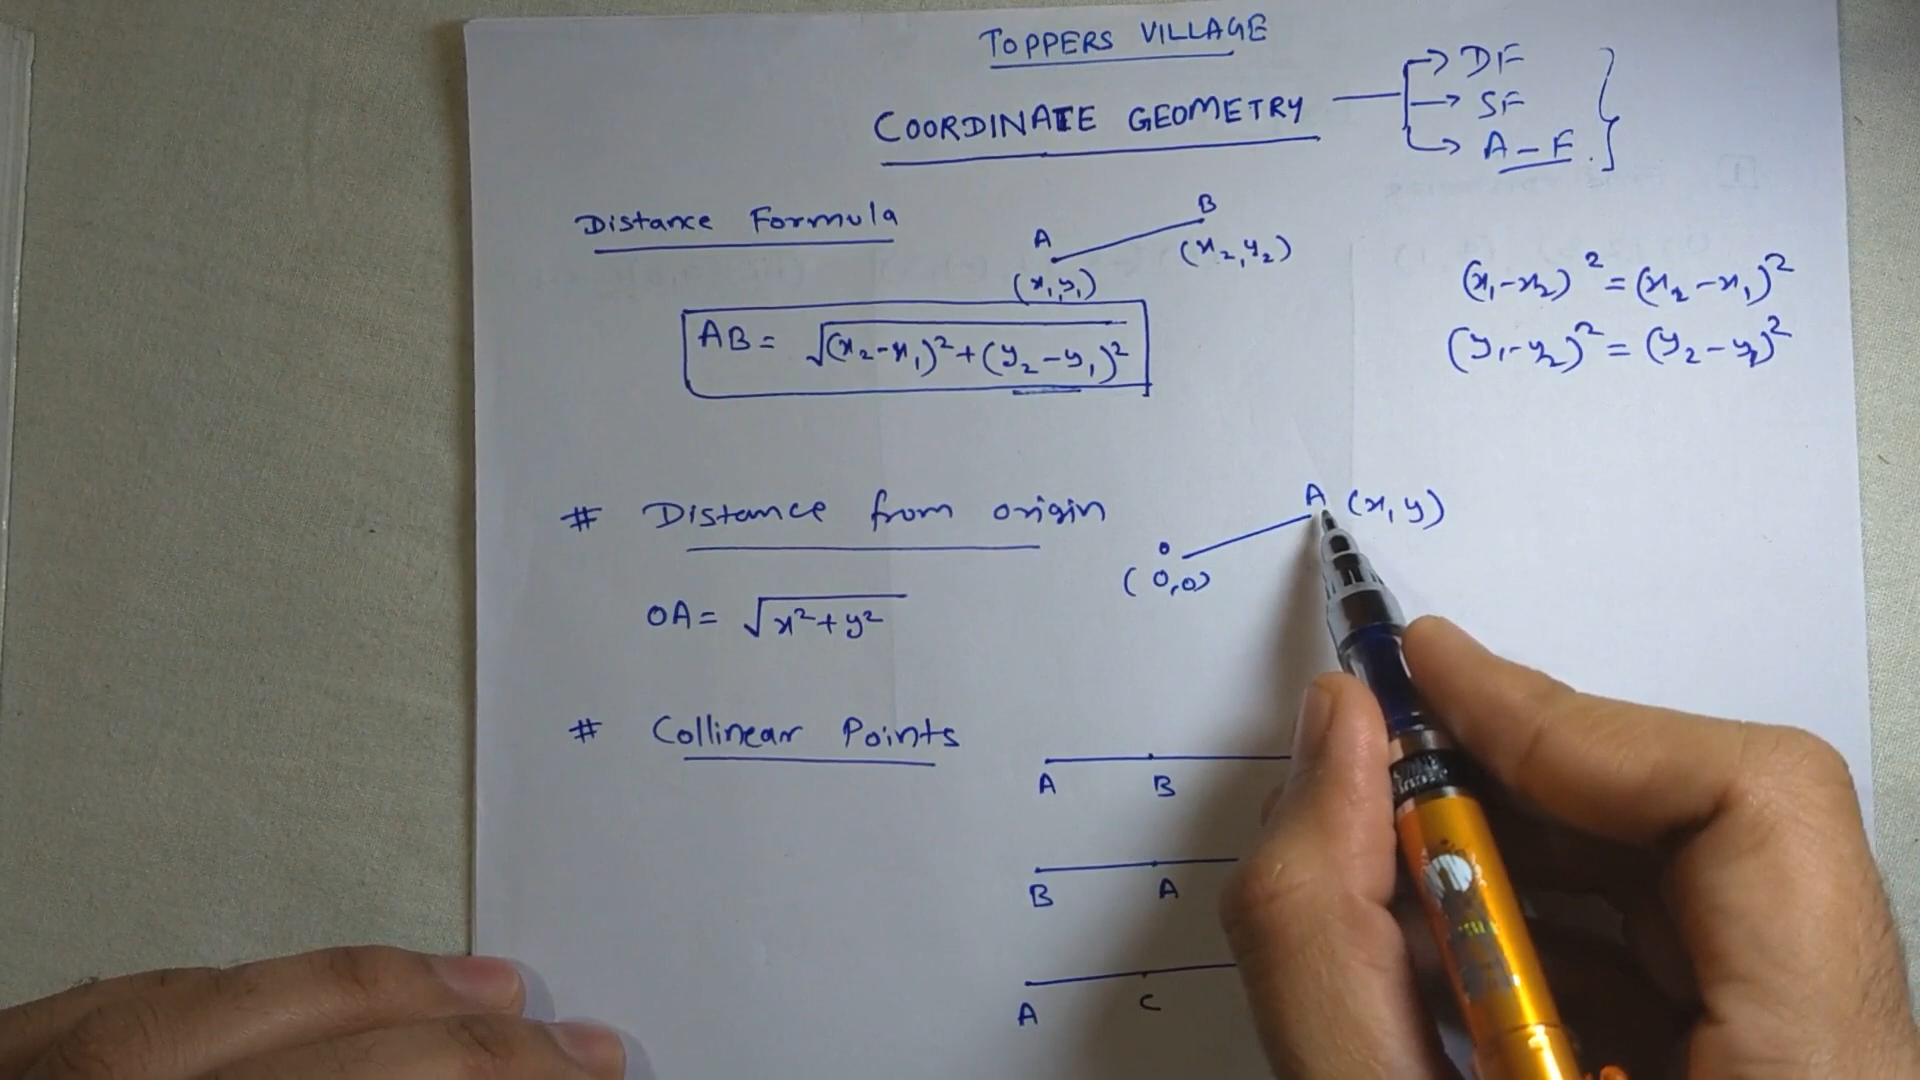 TOPPERS VILLAGE
COORDINATE GEOMETRY
→ DF
→ SF
→ A-F.
Distance Formula
A
B
(x₁,y₁)
(x₂,y₂)
AB = √(x₂-x₁)²+(y₂-y₁)²
(x₁-x₂)² = (x₂-x₁)²
(y₁-y₂)² = (y₂-y₁)²
# Distance from origin
A (x,y)
O
(0,0)
OA = √x²+y²
# Collinear Points
A B
B A
A C